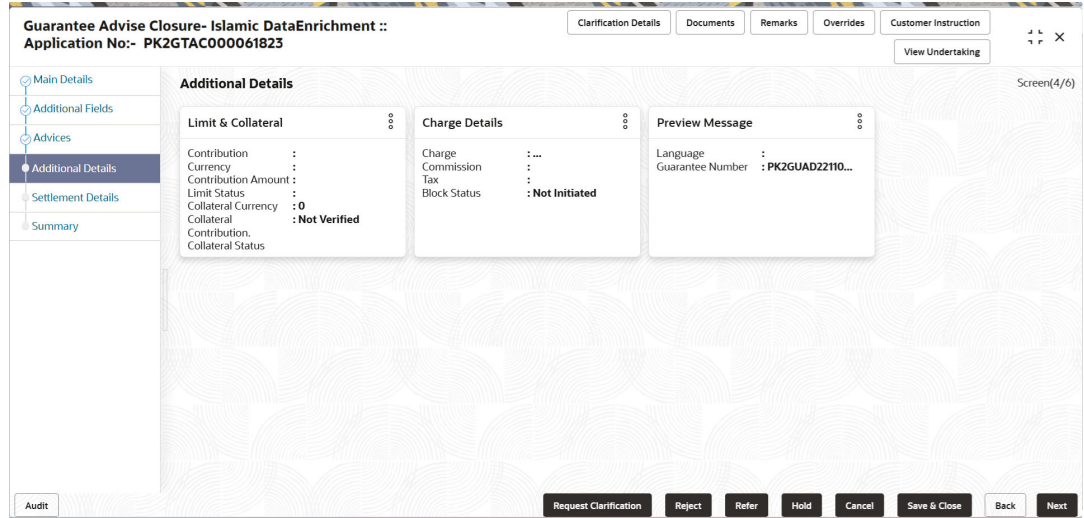 Guarantee Advise Closure- Islamic DataEnrichment ::
Application No:- PK2GTAC000061823
Clarification Details
Documents
Remarks
Overrides
Customer Instruction
View Undertaking
Main Details
Additional Fields
Advices
Additional Details
Settlement Details
Summary
Additional Details
Screen(4/6)
Limit & Collateral
Contribution :
Currency :
Contribution Amount :
Limit Status :
Collateral Currency : 0
Collateral : Not Verified
Contribution.
Collateral Status
Charge Details
Charge : ...
Commission :
Tax :
Block Status : Not Initiated
Preview Message
Language :
Guarantee Number : PK2GUAD22110...
Audit
Request Clarification
Reject
Refer
Hold
Cancel
Save & Close
Back
Next